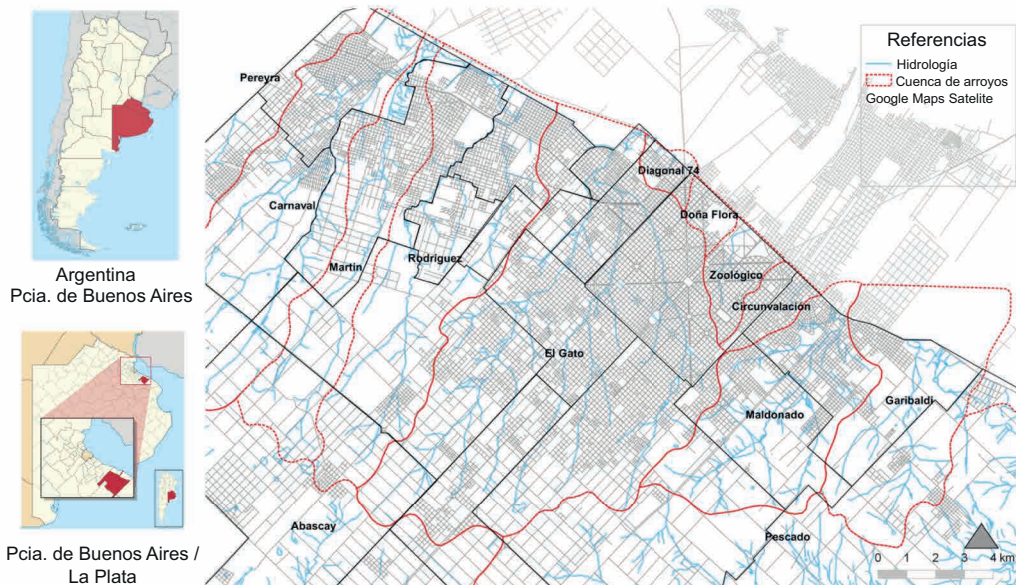 Argentina
Pcia. de Buenos Aires
Pcia. de Buenos Aires /
La Plata
Referencias
Hidrología
Cuenca de arroyos
Google Maps Satelite
Pereyra
Diagonal 74
Carnaval
Doña Flora
Martín
Rodríguez
Zoológico
Circunvalación
El Gato
Garibaldi
Maldonado
Abascay
Pescado
0 1 2 3 4 km